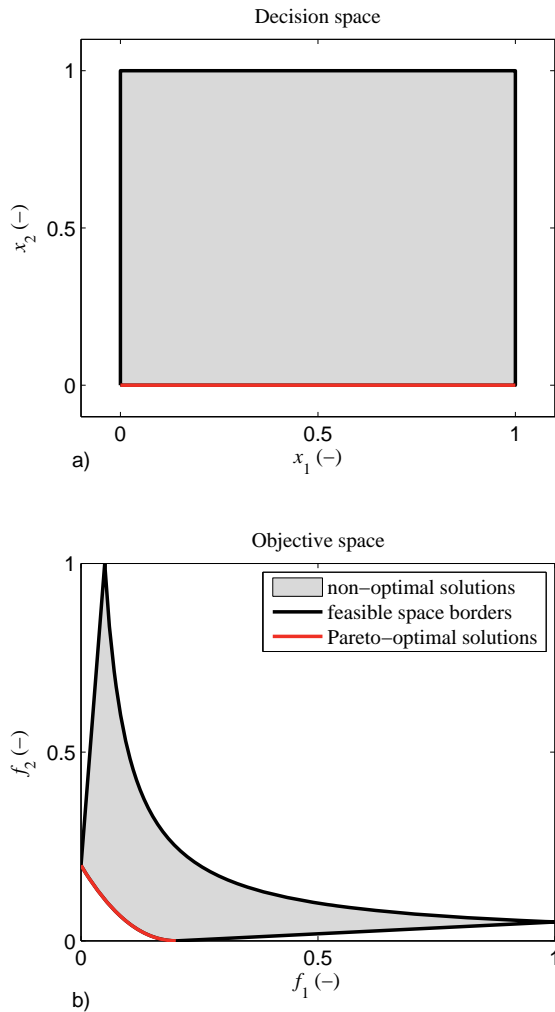 Decision space
1
0.5
0
x2 (−)
0
0.5
1
x1 (−)
a)
Objective space
1
0.5
0
f2 (−)
non−optimal solutions
feasible space borders
Pareto−optimal solutions
0
0.5
1
f1 (−)
b)